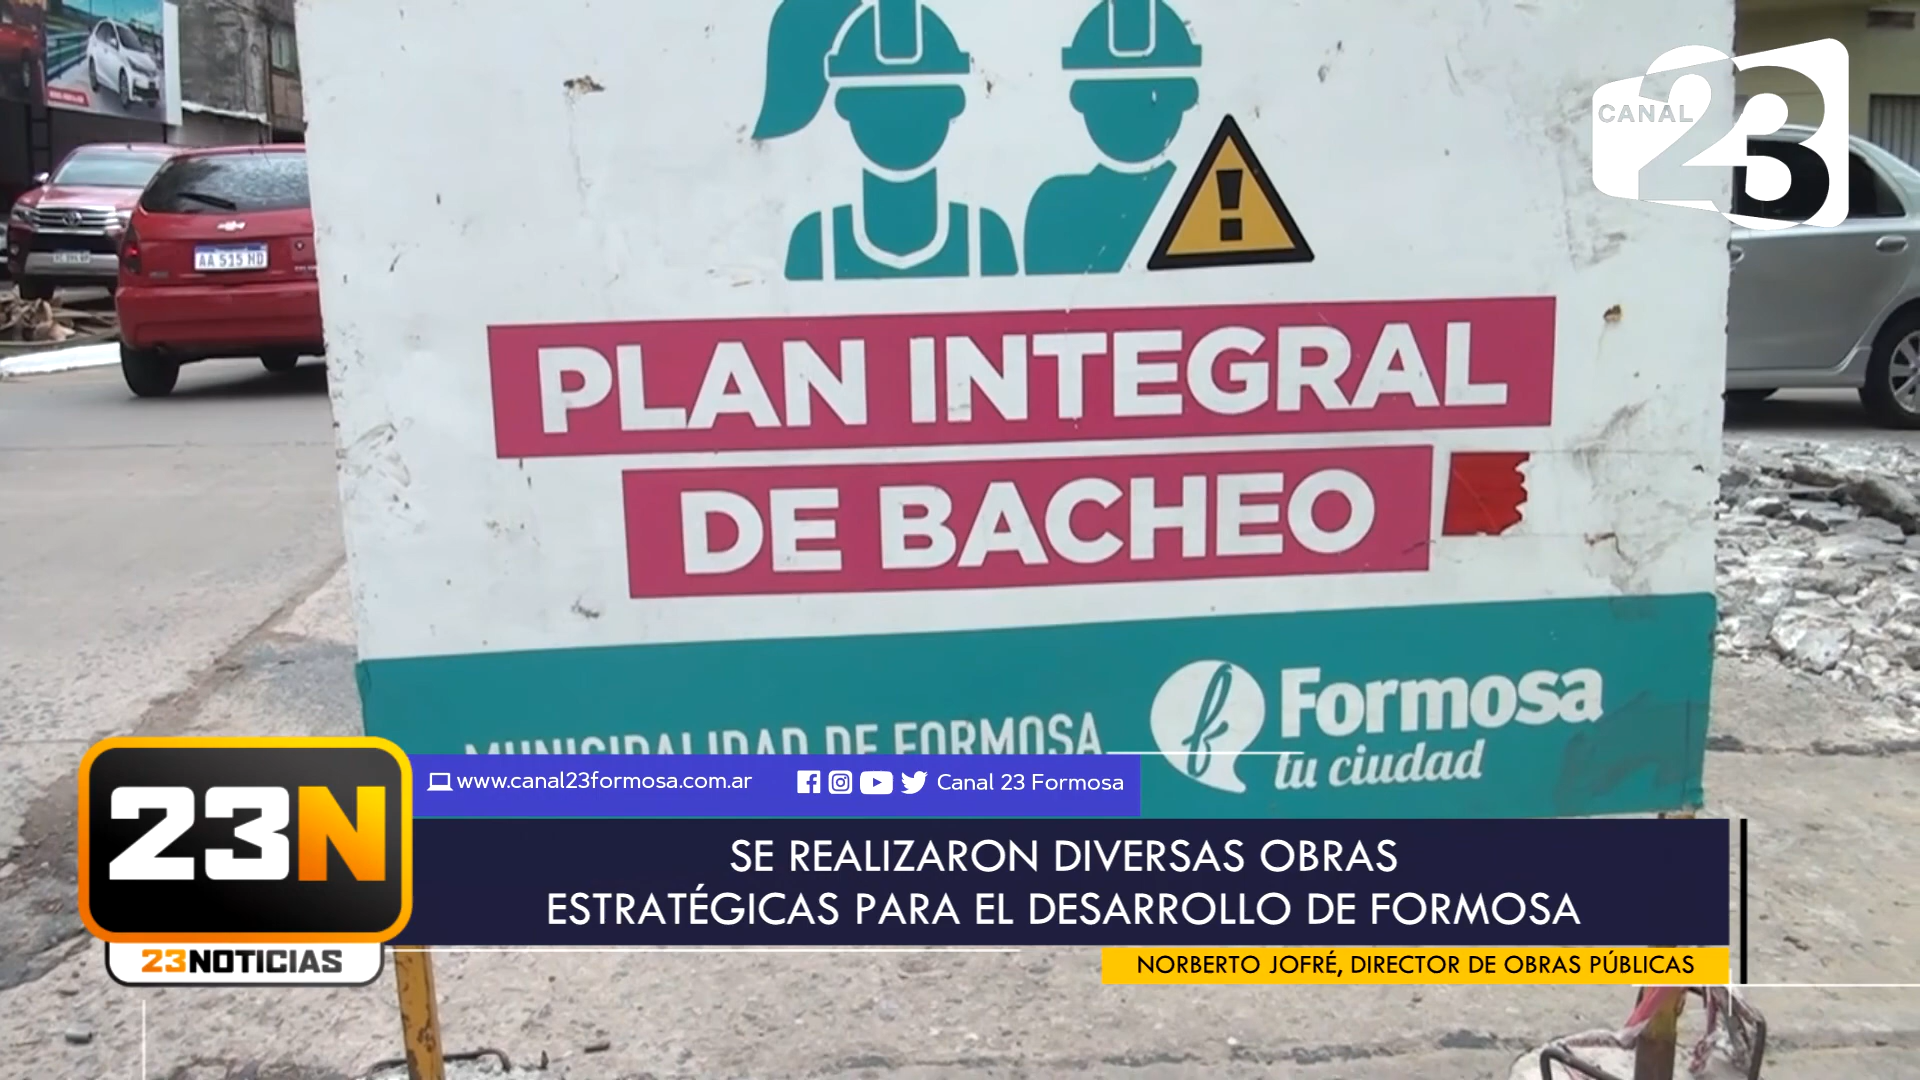 CANAL 23
AA 515 MD
PLAN INTEGRAL
DE BACHEO
MUNICIPALIDAD DE FORMOSA
Formosa
tu ciudad
www.canal23formosa.com.ar
Canal 23 Formosa
23N
SE REALIZARON DIVERSAS OBRAS
ESTRATÉGICAS PARA EL DESARROLLO DE FORMOSA
23NOTICIAS
NORBERTO JOFRÉ, DIRECTOR DE OBRAS PÚBLICAS